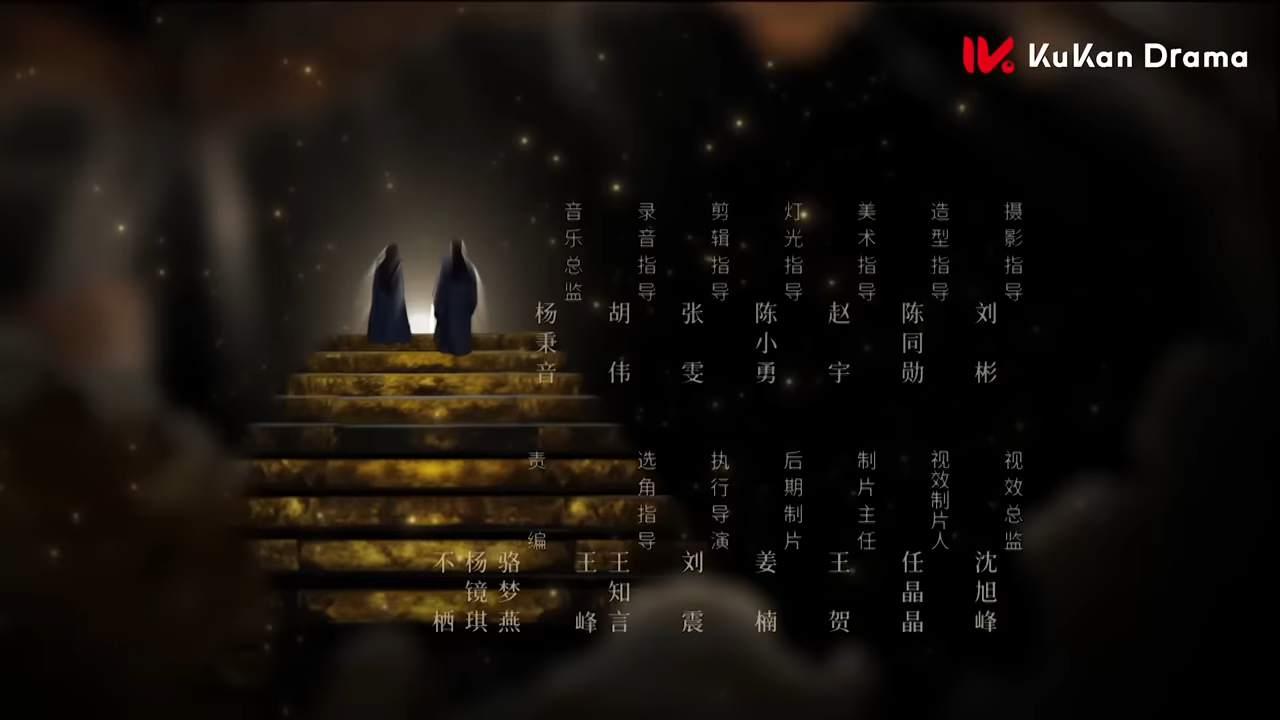 KuKan Drama
摄影指导
刘彬
造型指导
陈同勋
美术指导
赵宇
灯光指导
陈小勇
剪辑指导
张雯
录音指导
胡伟
音乐总监
杨秉音
视效总监
沈旭峰
视效制片人
任晶晶
制片主任
王贺
后期制片
姜楠
执行导演
刘震
选角指导
王知言
王峰
责编
骆梦燕
杨镜琪
不栖